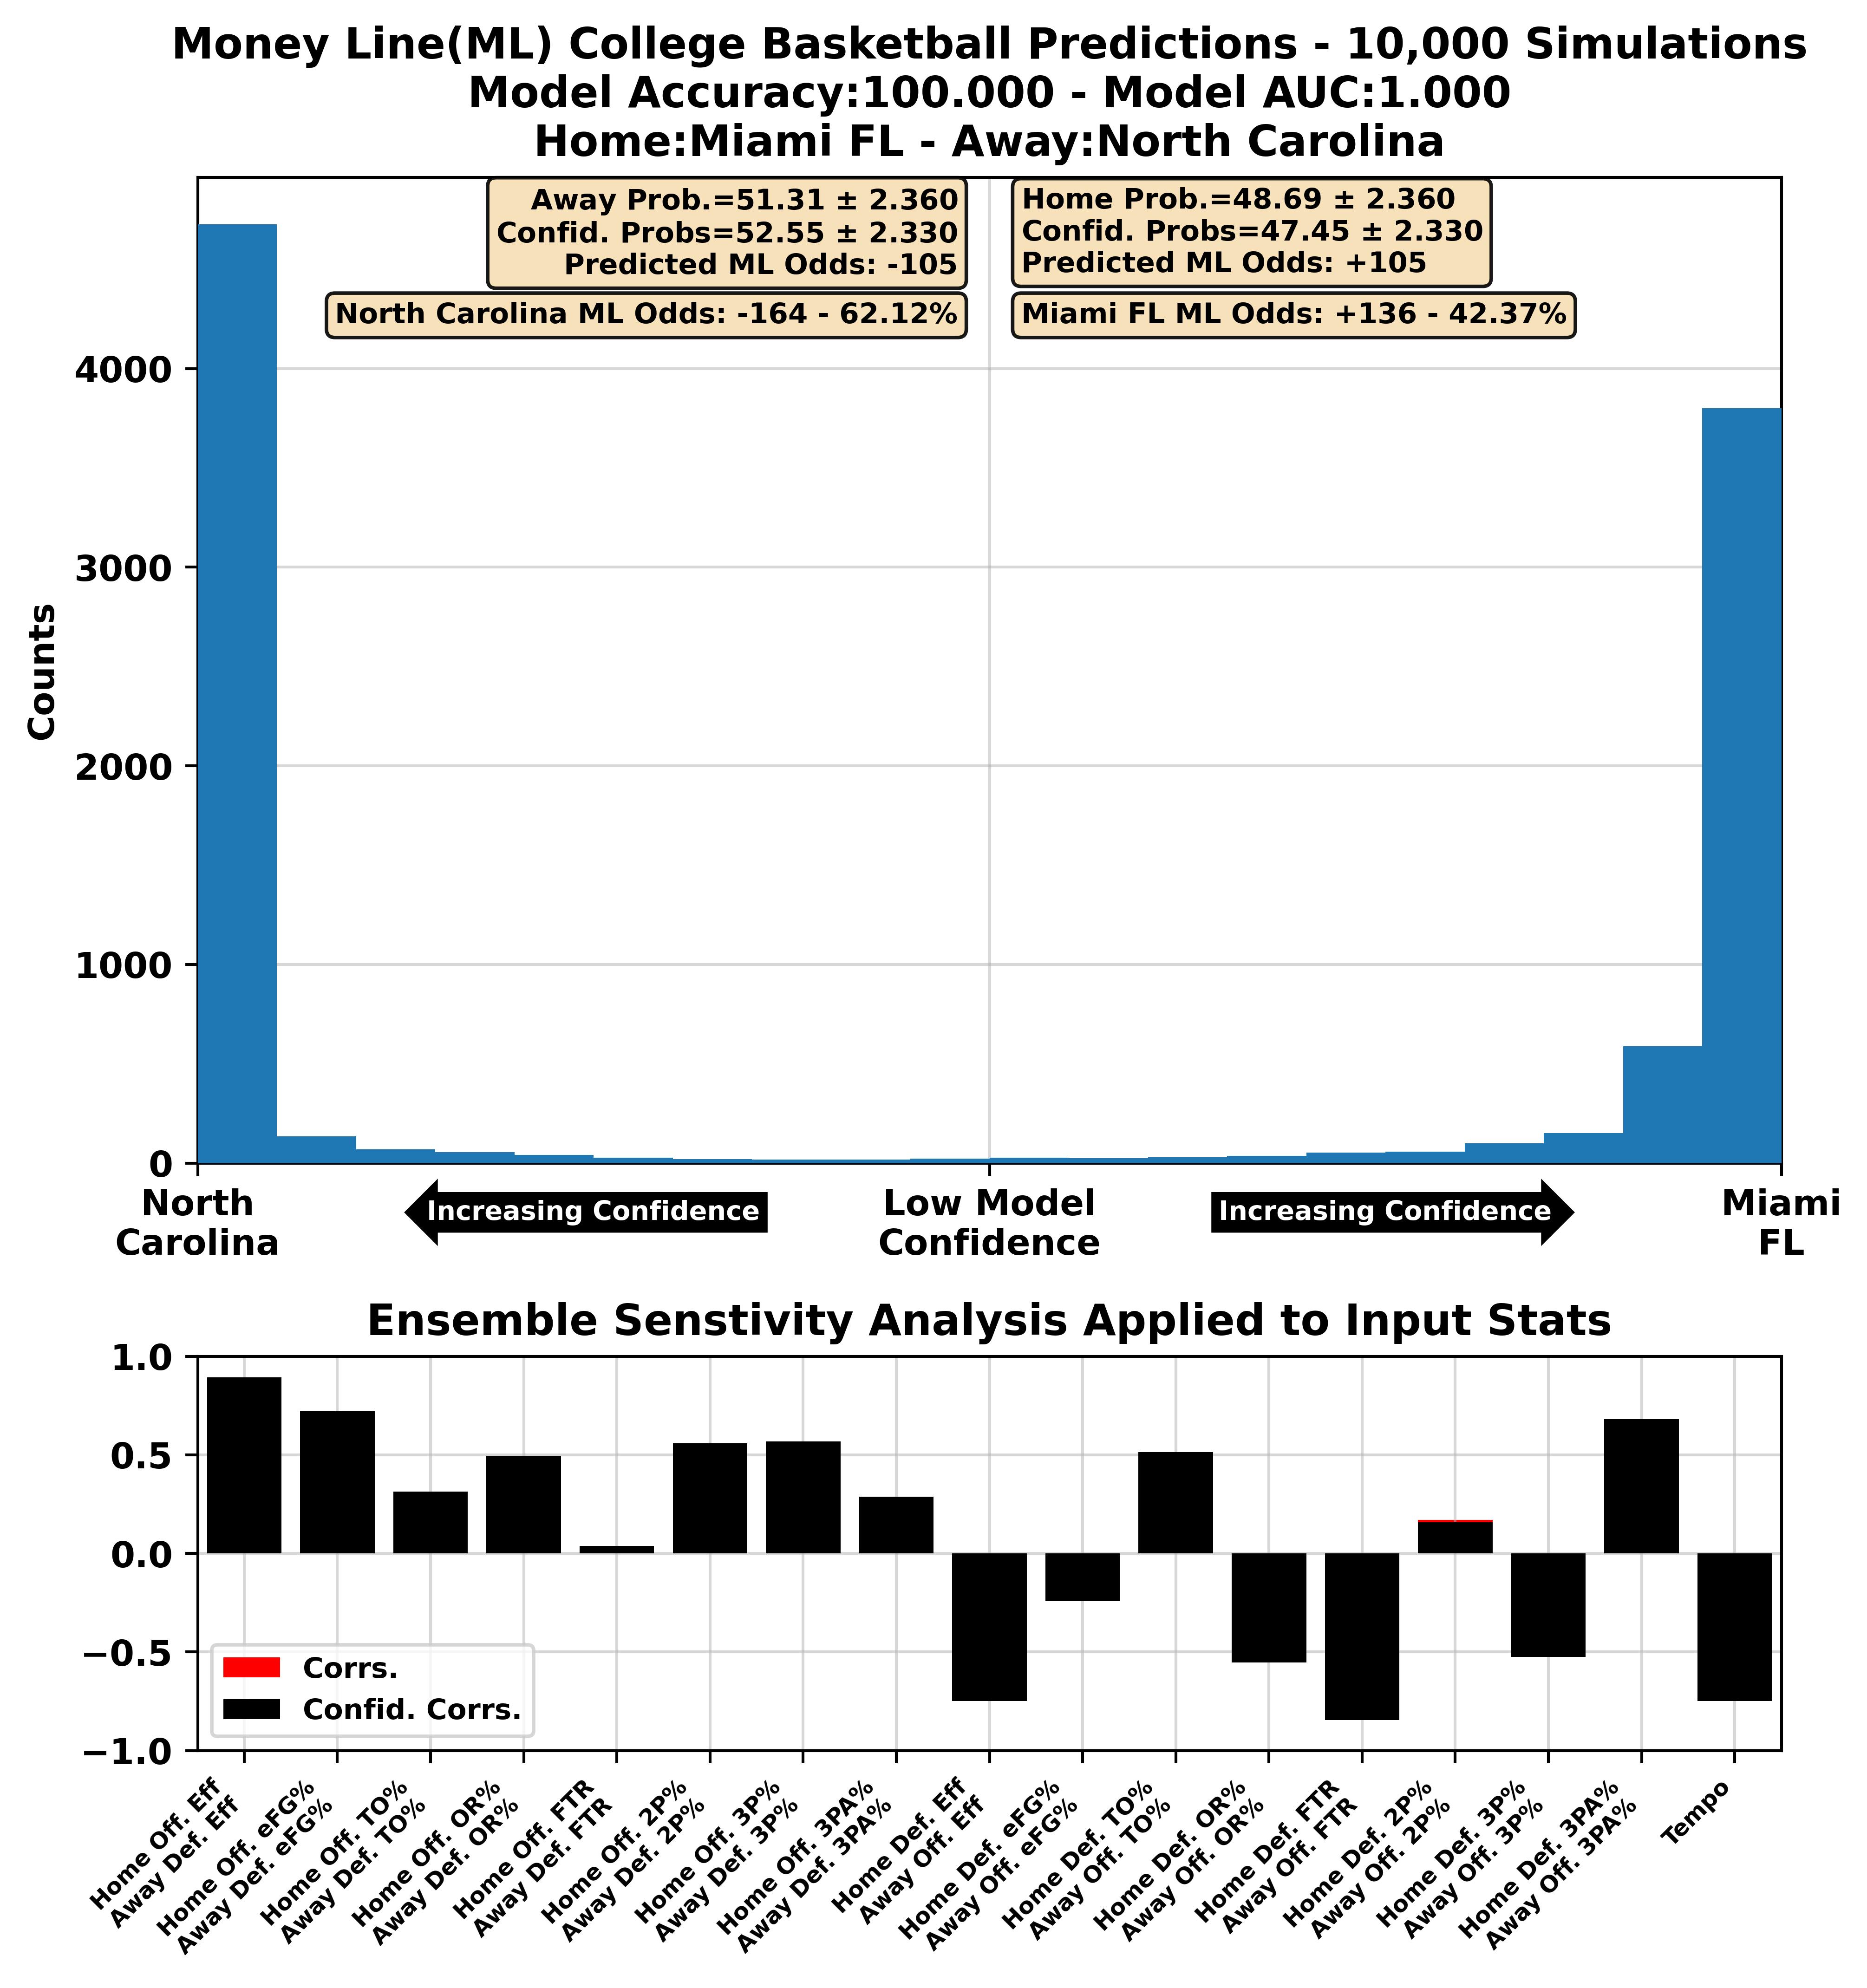 Money Line(ML) College Basketball Predictions - 10,000 Simulations
Model Accuracy:100.000 - Model AUC:1.000
Home:Miami FL - Away:North Carolina
Away Prob.=51.31 ± 2.360
Confid. Probs=52.55 ± 2.330
Predicted ML Odds: -105
Home Prob.=48.69 ± 2.360
Confid. Probs=47.45 ± 2.330
Predicted ML Odds: +105
North Carolina ML Odds: -164 - 62.12%
Miami FL ML Odds: +136 - 42.37%
4000
3000
2000
1000
0
Counts
North
Carolina
Increasing Confidence
Low Model
Confidence
Increasing Confidence
Miami
FL
Ensemble Senstivity Analysis Applied to Input Stats
1.0
0.5
0.0
−0.5
−1.0
Corrs.
Confid. Corrs.
Home Off. Eff
Away Def. Eff
Home Off. eFG%
Away Def. eFG%
Home Off. TO%
Away Def. TO%
Home Off. OR%
Away Def. OR%
Home Off. FTR
Away Def. FTR
Home Off. 2P%
Away Def. 2P%
Home Off. 3P%
Away Def. 3P%
Home Off. 3PA%
Away Def. 3PA%
Home Def. Eff
Away Off. Eff
Home Def. eFG%
Away Off. eFG%
Home Def. TO%
Away Off. TO%
Home Def. OR%
Away Off. OR%
Home Def. FTR
Away Off. FTR
Home Def. 2P%
Away Off. 2P%
Home Def. 3P%
Away Off. 3P%
Home Def. 3PA%
Away Off. 3PA%
Tempo